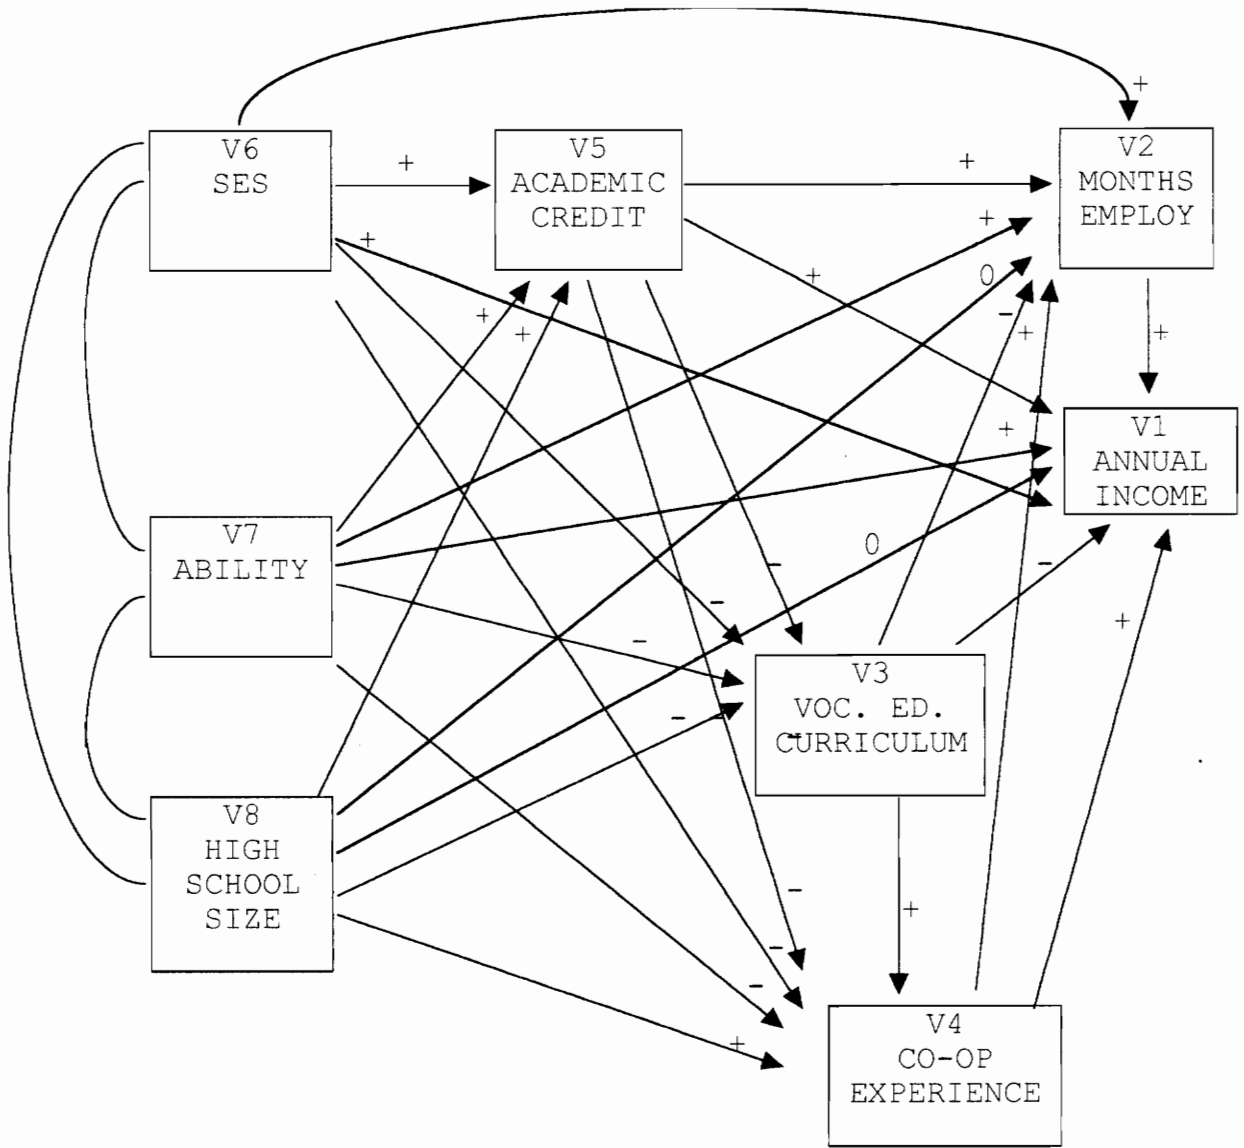 +
V6
SES
V5
ACADEMIC
CREDIT
V2
MONTHS
EMPLOY
+
+
+
+
0
+
+
+
-
+
+
V1
ANNUAL
INCOME
+
0
-
-
+
-
-
-
V7
ABILITY
V3
VOC. ED.
CURRICULUM
V8
HIGH
SCHOOL
SIZE
-
+
-
-
+
V4
CO-OP
EXPERIENCE